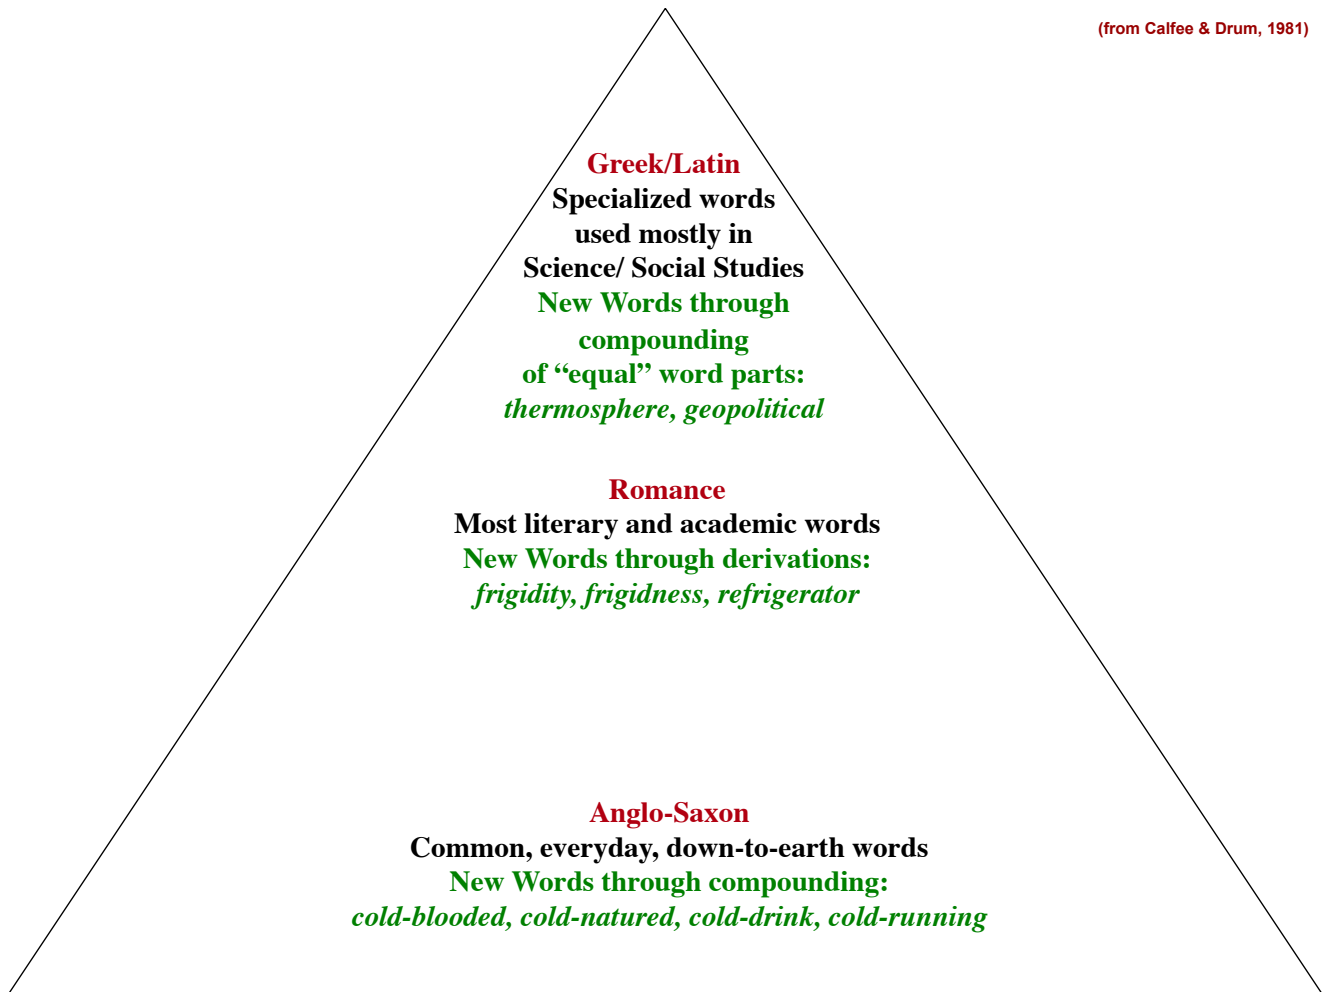 (from Calfee & Drum, 1981)
Greek/Latin
Specialized words
used mostly in
Science/ Social Studies
New Words through
compounding
of “equal” word parts:
thermosphere, geopolitical
Romance
Most literary and academic words
New Words through derivations:
frigidity, frigidness, refrigerator
Anglo-Saxon
Common, everyday, down-to-earth words
New Words through compounding:
cold-blooded, cold-natured, cold-drink, cold-running